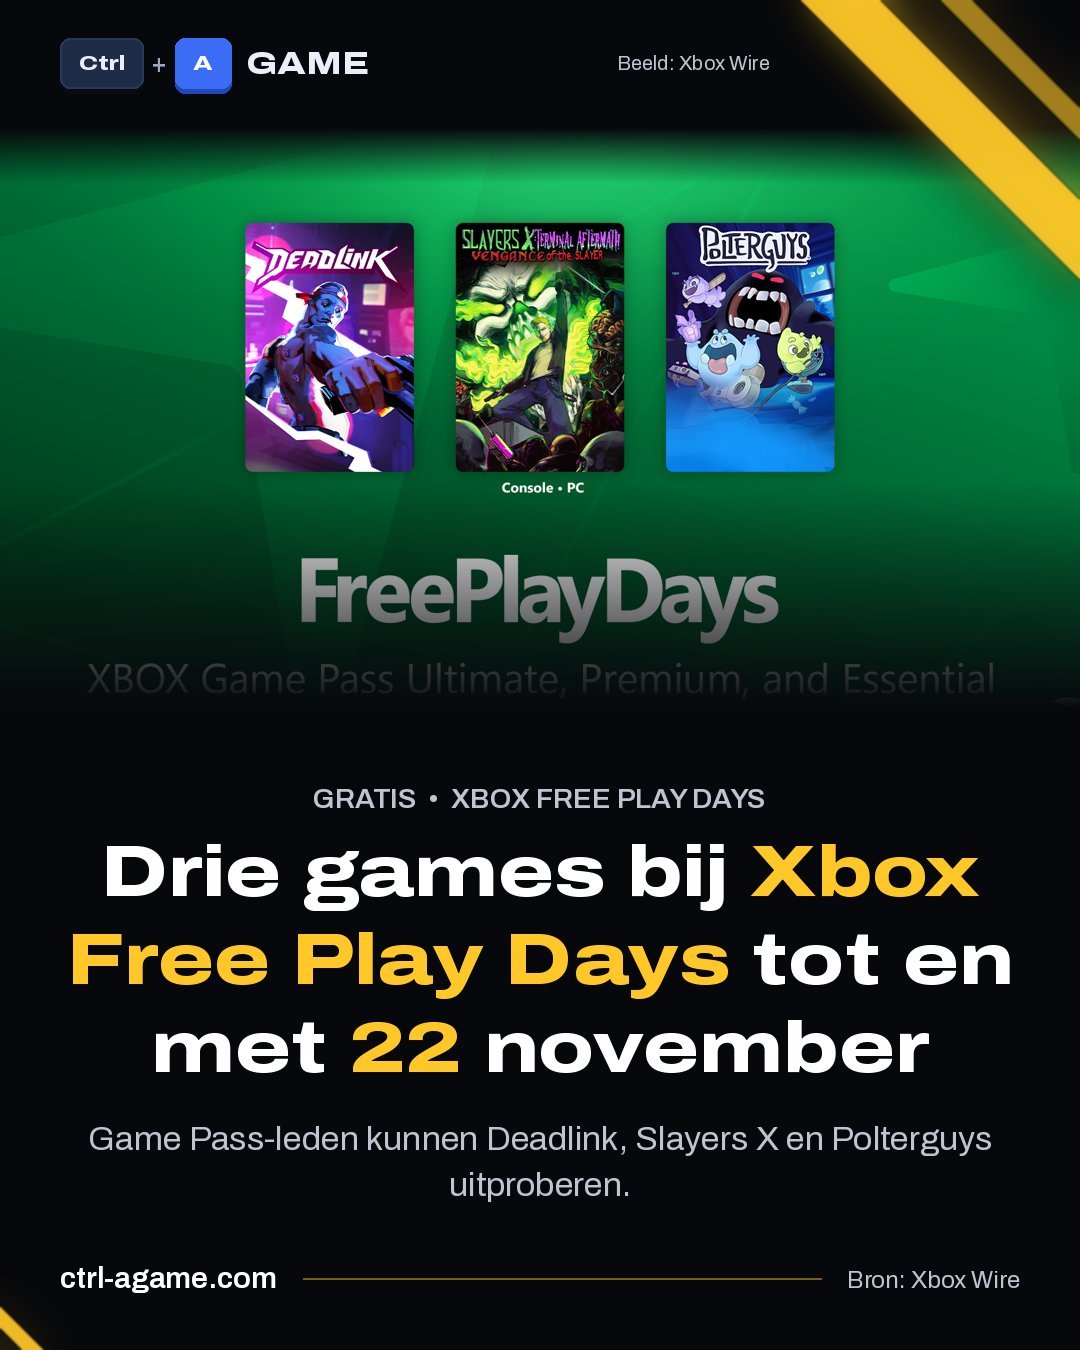 Ctrl + A GAME
Beeld: Xbox Wire
DEADLINK
SLAYERS X: TERMINAL AFTERMATH
VENGANCE of the SLAYER
POLTERGUYS
Console • PC
FreePlayDays
XBOX Game Pass Ultimate, Premium, and Essential
GRATIS • XBOX FREE PLAY DAYS
Drie games bij Xbox
Free Play Days tot en
met 22 november
Game Pass-leden kunnen Deadlink, Slayers X en Polterguys
uitproberen.
ctrl-agame.com
Bron: Xbox Wire